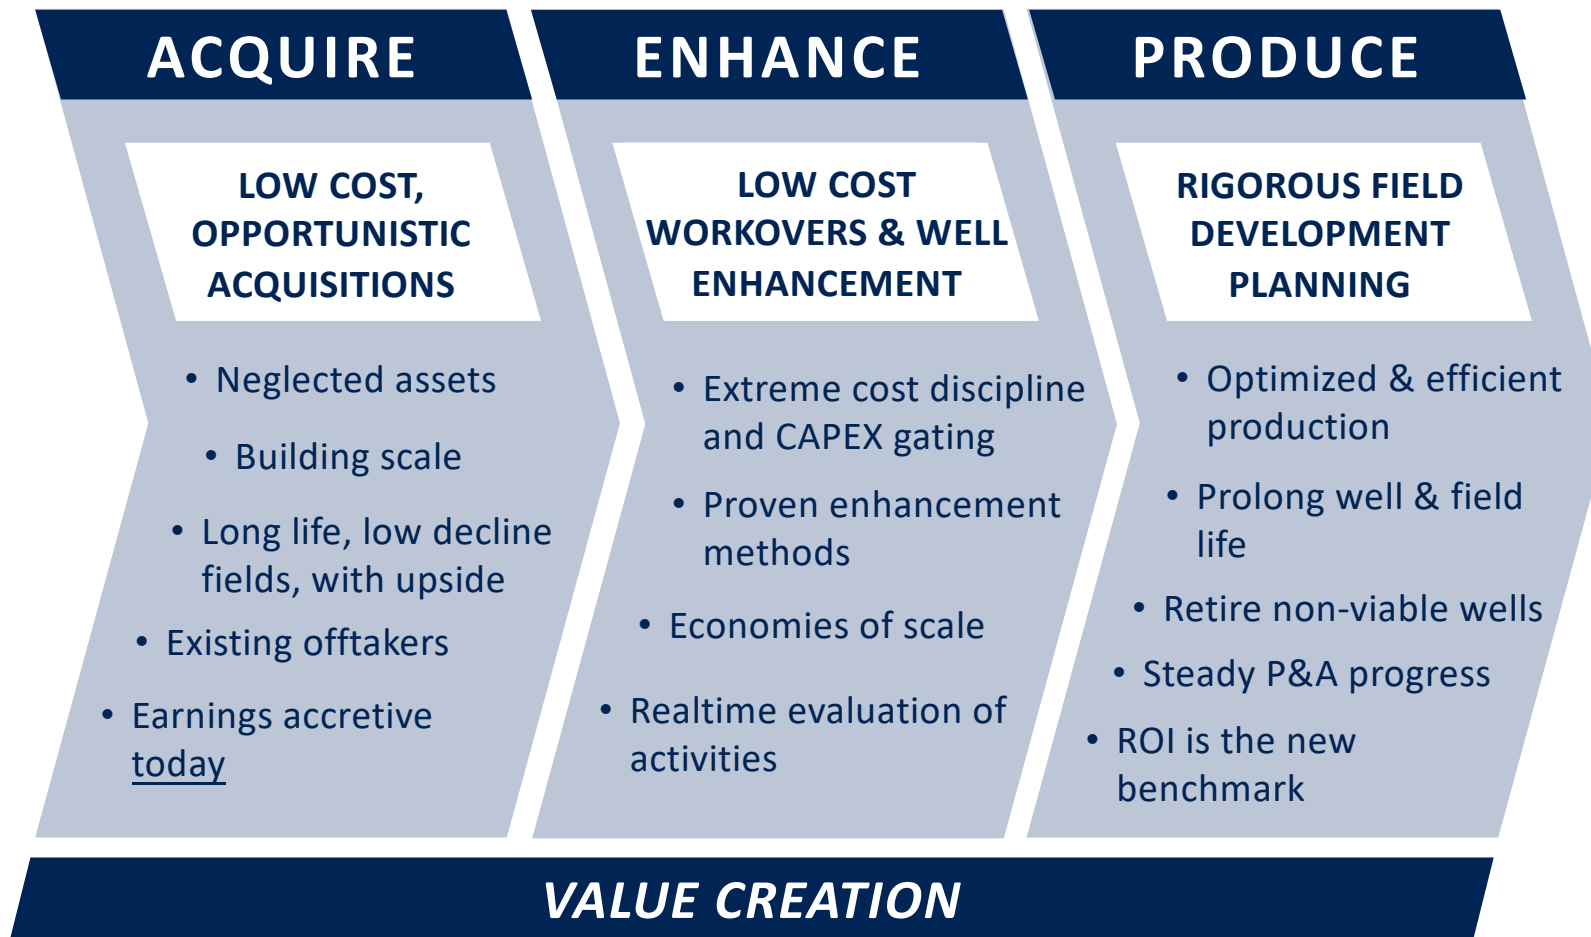 ACQUIRE
LOW COST,
OPPORTUNISTIC
ACQUISITIONS
• Neglected assets
• Building scale
• Long life, low decline
fields, with upside
• Existing offtakers
• Earnings accretive
today
ENHANCE
LOW COST
WORKOVERS & WELL
ENHANCEMENT
• Extreme cost discipline
and CAPEX gating
• Proven enhancement
methods
• Economies of scale
• Realtime evaluation of
activities
PRODUCE
RIGOROUS FIELD
DEVELOPMENT
PLANNING
• Optimized & efficient
production
• Prolong well & field
life
• Retire non-viable wells
• Steady P&A progress
• ROI is the new
benchmark
VALUE CREATION